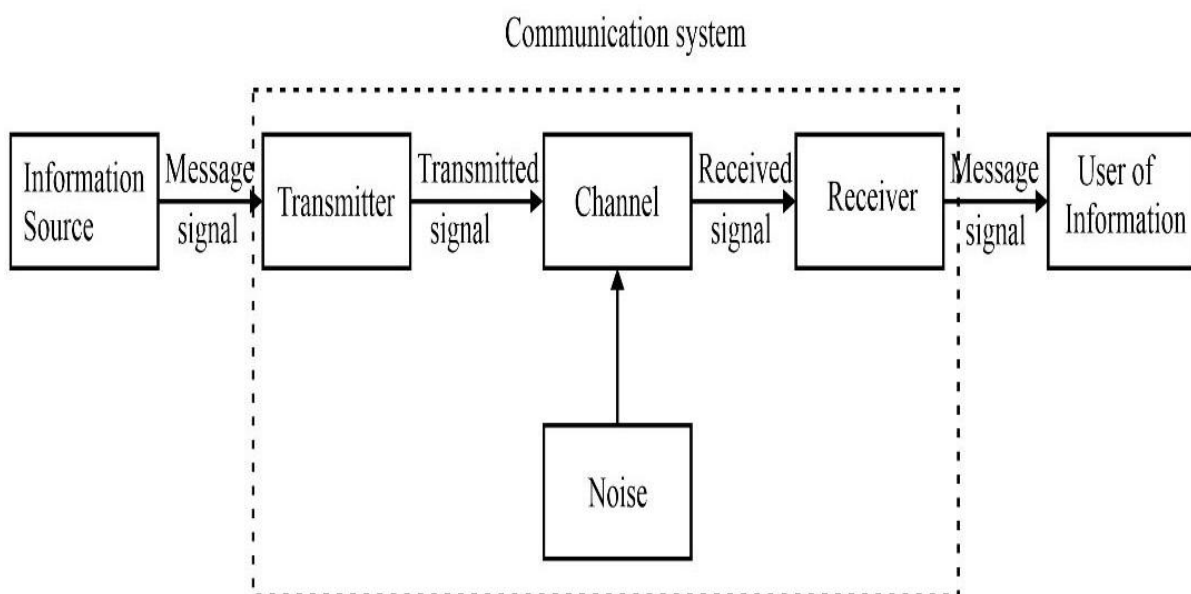 Communication system
Information
Source
Message
signal
Transmitter
Transmitted
signal
Channel
Received
signal
Receiver
Message
signal
User of
Information
Noise